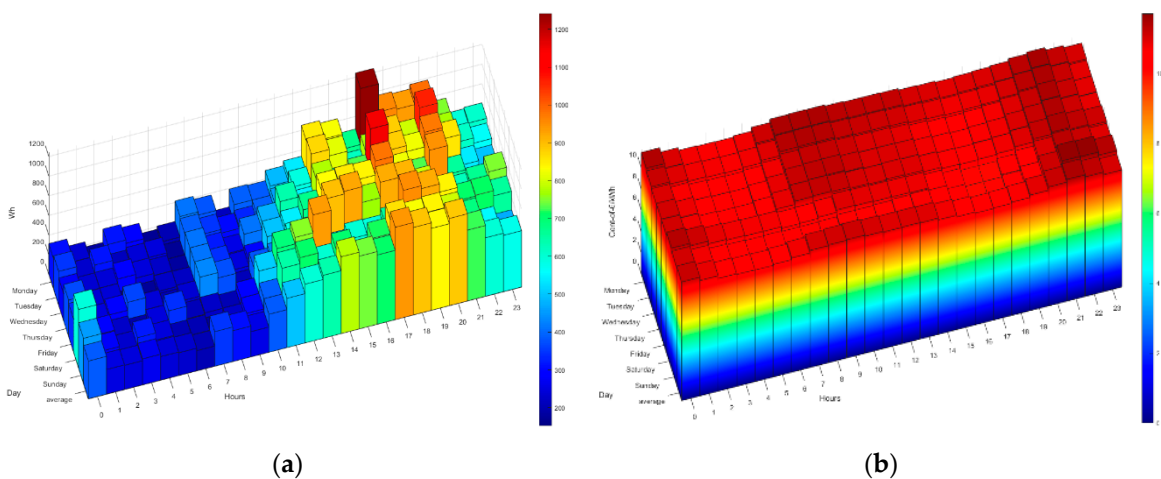 1200
1000
800
600
400
200
0
Wh
Monday
Tuesday
Wednesday
Thursday
Friday
Saturday
Sunday
average
Day
0 1 2 3 4 5 6 7 8 9 10 11 12 13 14 15 16 17 18 19 20 21 22 23
Hours
1200
1100
1000
900
800
700
600
500
400
300
200
(a)
10
8
6
4
2
0
Cent-of-€/kWh
Monday
Tuesday
Wednesday
Thursday
Friday
Saturday
Sunday
average
Day
0 1 2 3 4 5 6 7 8 9 10 11 12 13 14 15 16 17 18 19 20 21 22 23
Hours
(b)